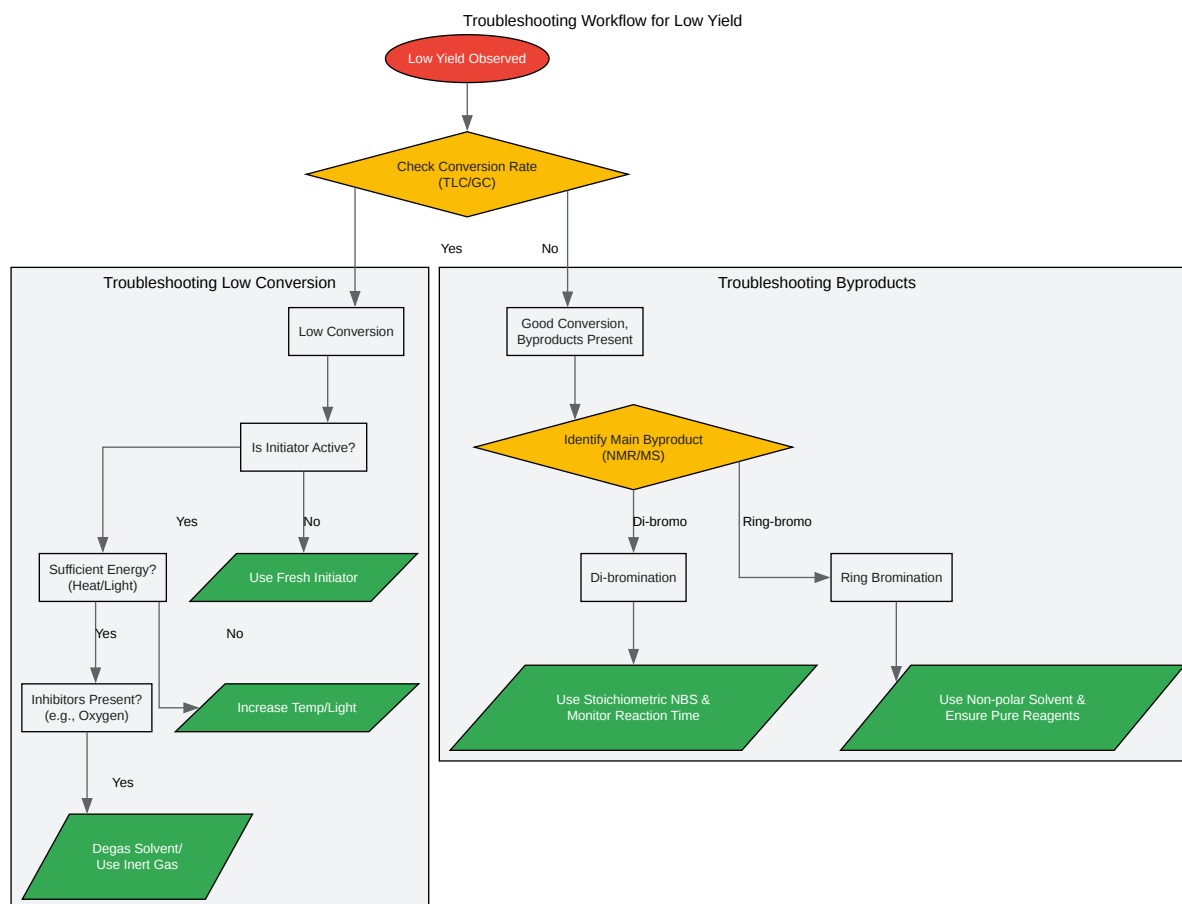 Troubleshooting Workflow for Low Yield
Low Yield Observed
Check Conversion Rate
(TLC/GC)
Yes
No
Troubleshooting Low Conversion
Low Conversion
Is Initiator Active?
Yes
No
Sufficient Energy?
(Heat/Light)
Use Fresh Initiator
Yes
No
Inhibitors Present?
(e.g., Oxygen)
Increase Temp/Light
Yes
Degas Solvent/
Use Inert Gas
Troubleshooting Byproducts
Good Conversion,
Byproducts Present
Identify Main Byproduct
(NMR/MS)
Di-bromo
Ring-bromo
Di-bromination
Ring Bromination
Use Stoichiometric NBS &
Monitor Reaction Time
Use Non-polar Solvent &
Ensure Pure Reagents